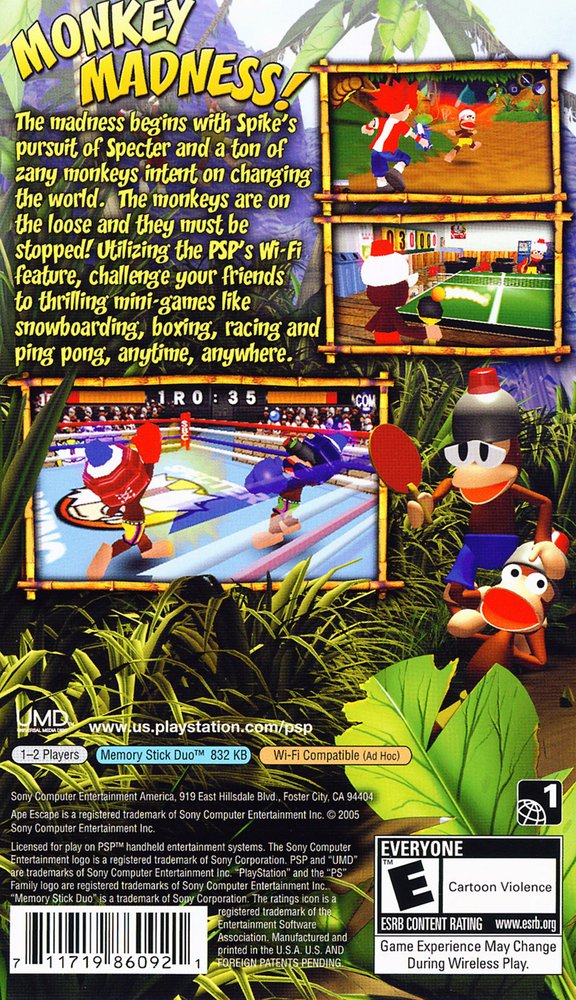 MONKEY
MADNESS!
The madness begins with Spike's
pursuit of Specter and a ton of
zany monkeys intent on changing
the world. The monkeys are on
the loose and they must be
stopped! Utilizing the PSP's Wi-Fi
feature, challenge your friends
to thrilling mini-games like
snowboarding, boxing, racing and
ping pong, anytime, anywhere.
1R 0:35
COM
UMD
UNIVERSAL MEDIA DISC
www.us.playstation.com/psp
1–2 Players
Memory Stick Duo™ 832 KB
Wi-Fi Compatible (Ad Hoc)
Sony Computer Entertainment America, 919 East Hillsdale Blvd., Foster City, CA 94404
Ape Escape is a registered trademark of Sony Computer Entertainment Inc. © 2005
Sony Computer Entertainment Inc.
Licensed for play on PSP™ handheld entertainment systems. The Sony Computer
Entertainment logo is a registered trademark of Sony Corporation. PSP and "UMD"
are trademarks of Sony Computer Entertainment Inc. "PlayStation" and the "PS"
Family logo are registered trademarks of Sony Computer Entertainment Inc.
"Memory Stick Duo" is a trademark of Sony Corporation. The ratings icon is a
registered trademark of the
Entertainment Software
Association. Manufactured and
printed in the U.S.A. U.S. AND
FOREIGN PATENTS PENDING.
7 11719 86092 1
1
EVERYONE
E
TM
Cartoon Violence
ESRB CONTENT RATING www.esrb.org
Game Experience May Change
During Wireless Play.